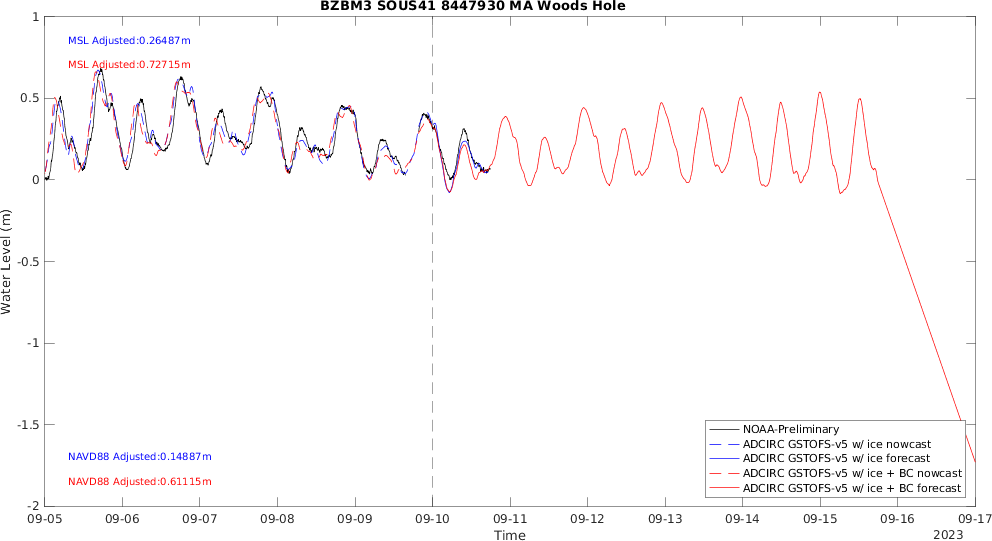 BZBM3 SOUS41 8447930 MA Woods Hole
MSL Adjusted:0.26487m
MSL Adjusted:0.72715m
NAVD88 Adjusted:0.14887m
NAVD88 Adjusted:0.61115m
Water Level (m)
1
0.5
0
-0.5
-1
-1.5
-2
NOAA-Preliminary
ADCIRC GSTOFS-v5 w/ ice nowcast
ADCIRC GSTOFS-v5 w/ ice forecast
ADCIRC GSTOFS-v5 w/ ice + BC nowcast
ADCIRC GSTOFS-v5 w/ ice + BC forecast
09-05 09-06 09-07 09-08 09-09 09-10 09-11 09-12 09-13 09-14 09-15 09-16 09-17
Time
2023